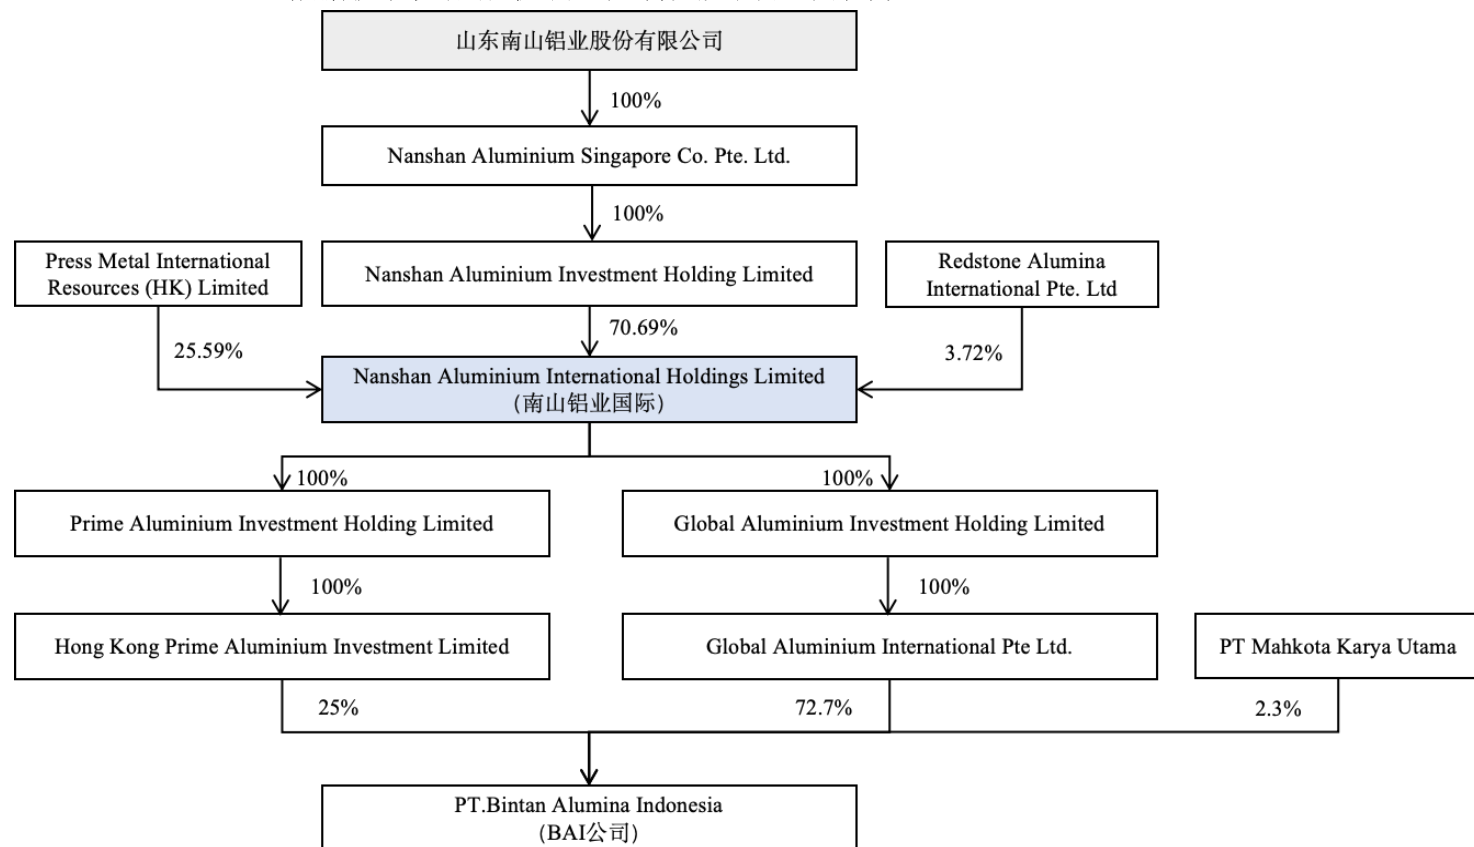 山东南山铝业股份有限公司
100%
Nanshan Aluminium Singapore Co. Pte. Ltd.
100%
Press Metal International
Resources (HK) Limited
Nanshan Aluminium Investment Holding Limited
Redstone Alumina
International Pte. Ltd
25.59%
70.69%
3.72%
Nanshan Aluminium International Holdings Limited
（南山铝业国际）
100%
100%
Prime Aluminium Investment Holding Limited
Global Aluminium Investment Holding Limited
100%
100%
Hong Kong Prime Aluminium Investment Limited
Global Aluminium International Pte Ltd.
PT Mahkota Karya Utama
25%
72.7%
2.3%
PT.Bintan Alumina Indonesia
（BAI公司）